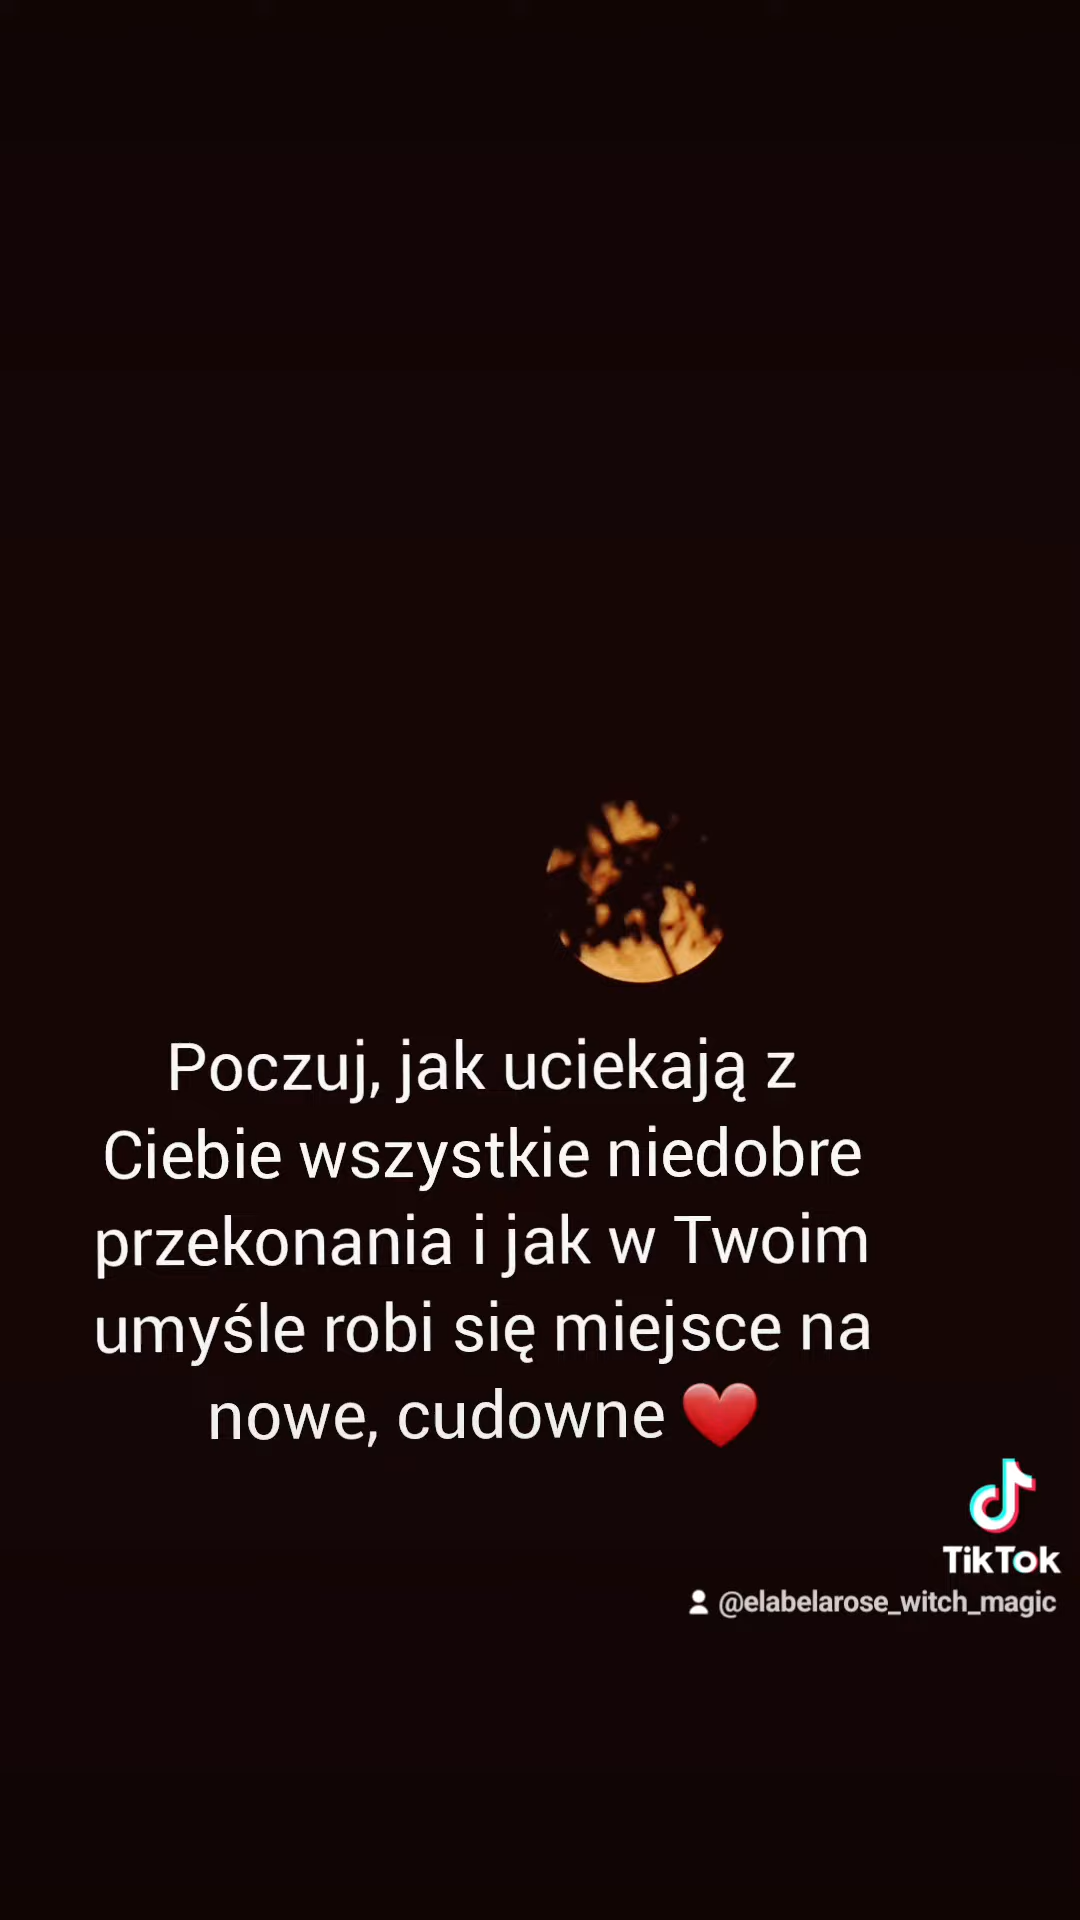 Poczuj, jak uciekają z
Ciebie wszystkie niedobre
przekonania i jak w Twoim
umyśle robi się miejsce na
nowe, cudowne ❤️
TikTok
@elabelarose_witch_magic